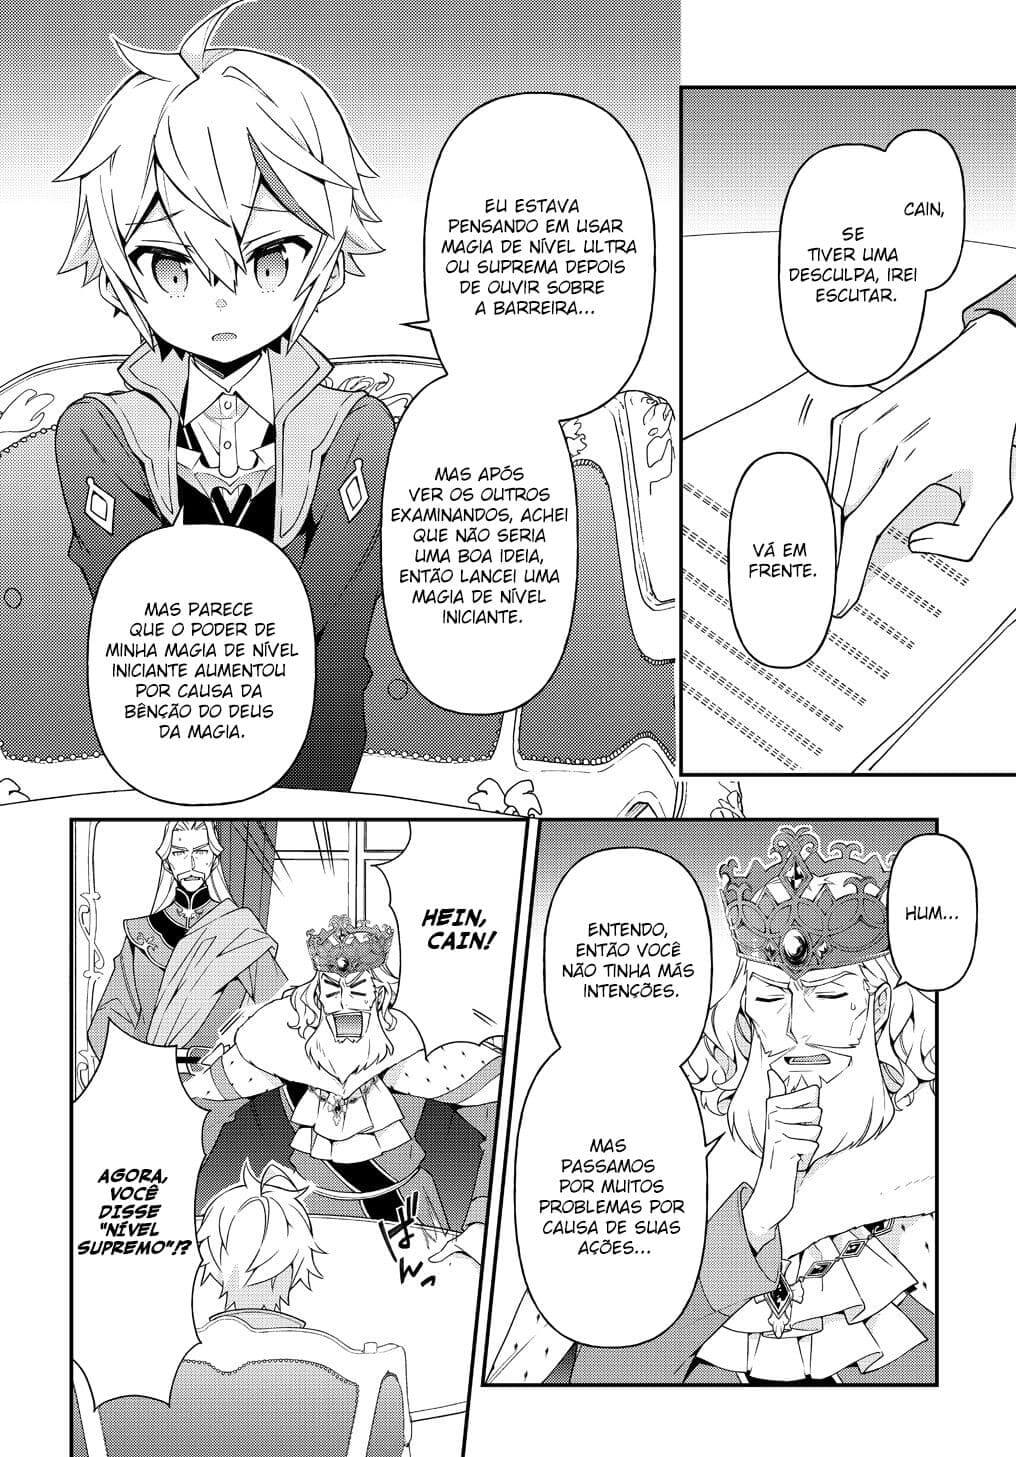 CAIN,
SE
TIVER UMA
DESCULPA, IREI
ESCUTAR.
VÁ EM
FRENTE.
EU ESTAVA
PENSANDO EM USAR
MAGIA DE NÍVEL ULTRA
OU SUPREMA DEPOIS
DE OUVIR SOBRE
A BARREIRA...
MAS APÓS
VER OS OUTROS
EXAMINANDOS, ACHEI
QUE NÃO SERIA
UMA BOA IDEIA,
ENTÃO LANCEI UMA
MAGIA DE NÍVEL
INICIANTE.
MAS PARECE
QUE O PODER DE
MINHA MAGIA DE NÍVEL
INICIANTE AUMENTOU
POR CAUSA DA
BÊNÇÃO DO DEUS
DA MAGIA.
HUM...
ENTENDO,
ENTÃO VOCÊ
NÃO TINHA MÁS
INTENÇÕES.
MAS
PASSAMOS
POR MUITOS
PROBLEMAS POR
CAUSA DE SUAS
AÇÕES...
HEIN,
CAIN!
AGORA,
VOCÊ
DISSE
"NÍVEL
SUPREMO"!?
ばんっ